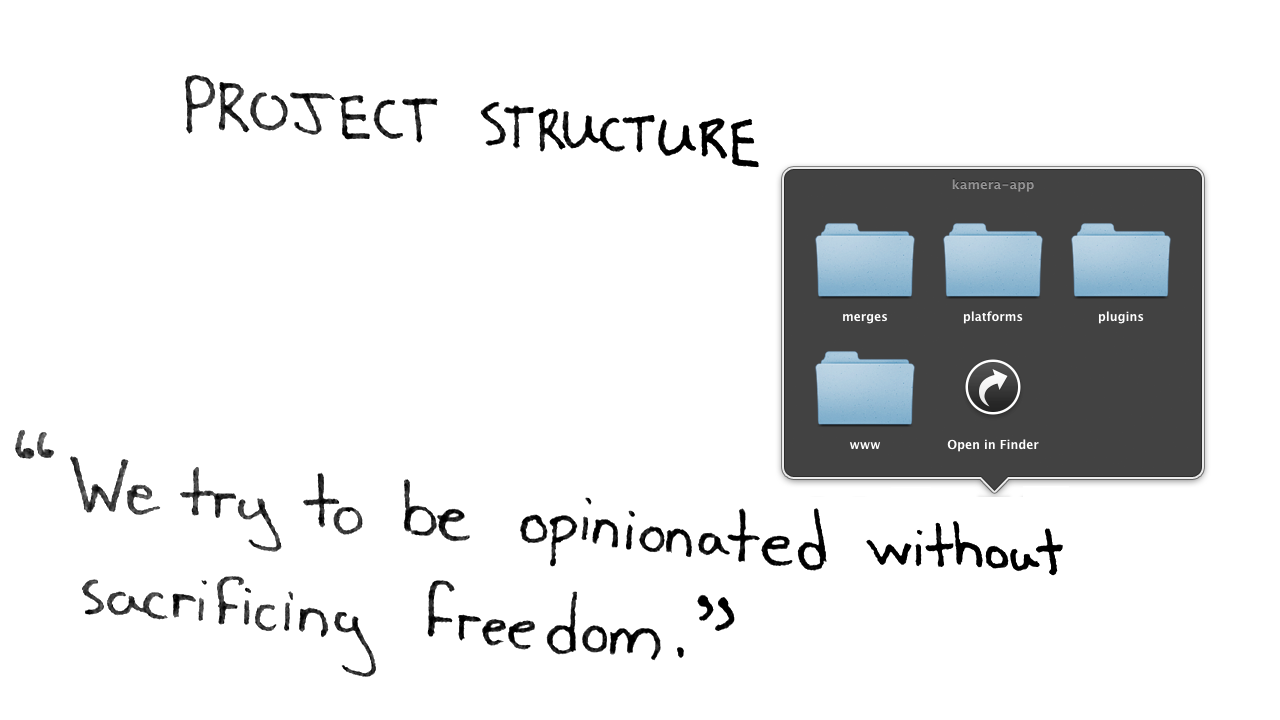 PROJECT STRUCTURE
kamera-app
merges platforms plugins
www Open in Finder
“We try to be opinionated without
sacrificing freedom.”